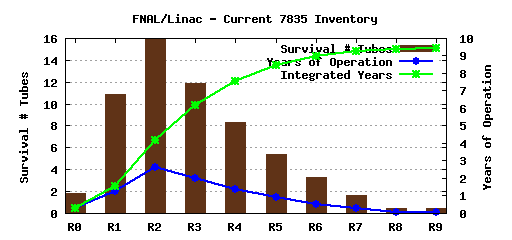 FNAL/Linac - Current 7835 Inventory
Survival # Tubes
Years of Operation
Integrated Years
Survival # Tubes
Years of Operation
16
14
12
10
8
6
4
2
0
10
9
8
7
6
5
4
3
2
1
0
R0 R1 R2 R3 R4 R5 R6 R7 R8 R9